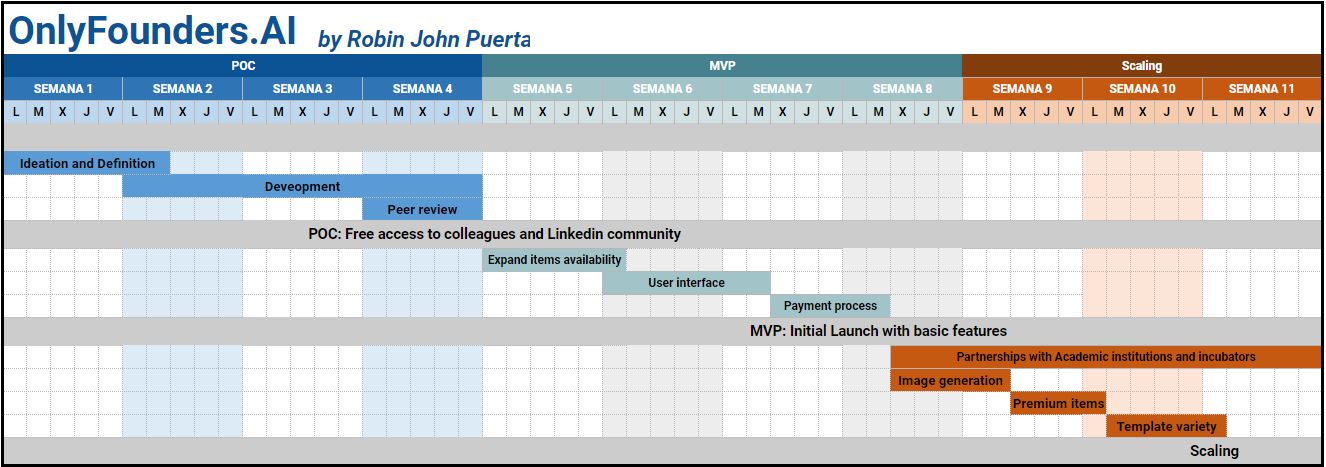 OnlyFounders.AI by Robin John Puerta
POC MVP Scaling
SEMANA 1 SEMANA 2 SEMANA 3 SEMANA 4 SEMANA 5 SEMANA 6 SEMANA 7 SEMANA 8 SEMANA 9 SEMANA 10 SEMANA 11
L M X J V L M X J V L M X J V L M X J V L M X J V L M X J V L M X J V L M X J V L M X J V L M X J V L M X J V
Ideation and Definition
Deveopment
Peer review
POC: Free access to colleagues and Linkedin community
Expand items availability
User interface
Payment process
MVP: Initial Launch with basic features
Partnerships with Academic institutions and incubators
Image generation
Premium items
Template variety
Scaling